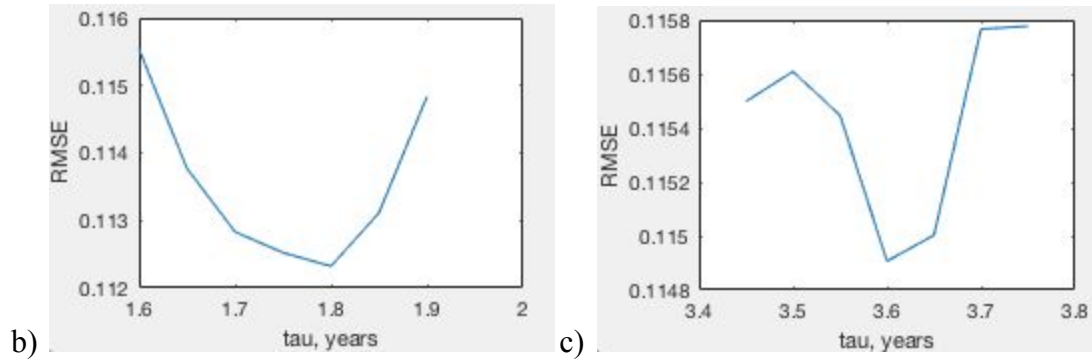 0.116
0.115
0.114
0.113
0.112
RMSE
1.6 1.7 1.8 1.9 2
tau, years
b)
0.1158
0.1156
0.1154
0.1152
0.115
0.1148
RMSE
3.4 3.5 3.6 3.7 3.8
tau, years
c)